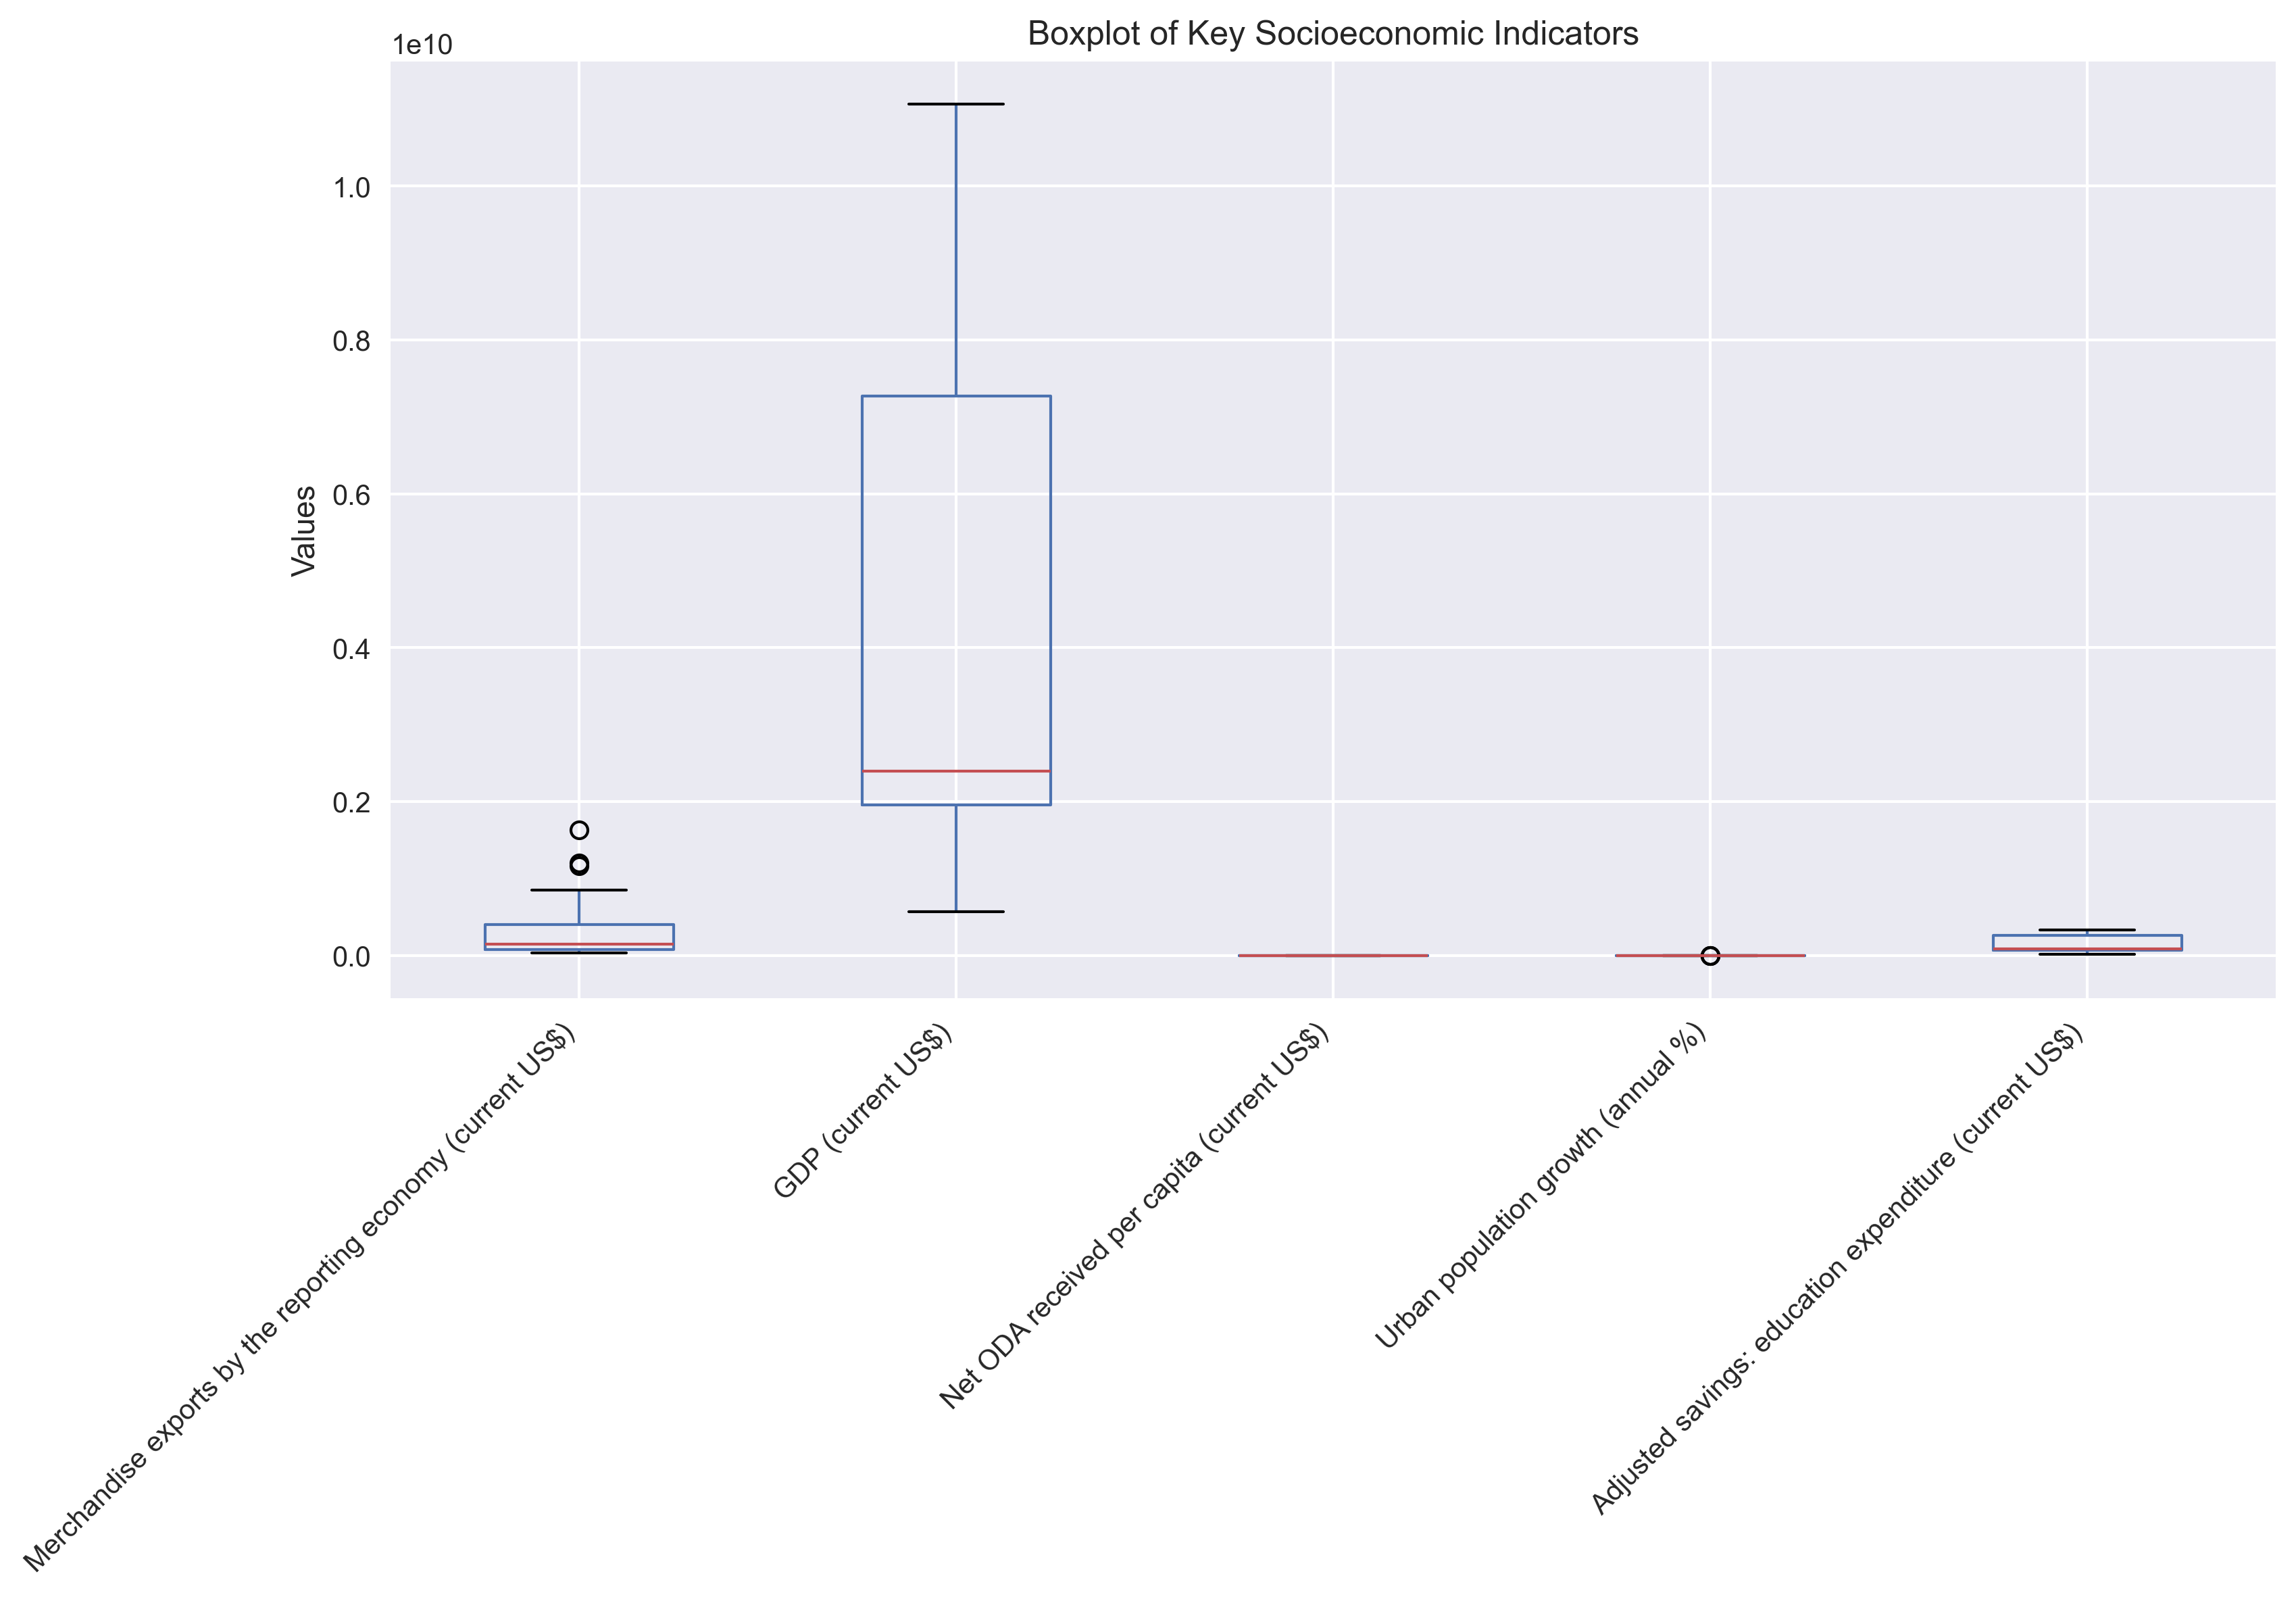 Boxplot of Key Socioeconomic Indicators
1e10
1.0
0.8
0.6
0.4
0.2
0.0
Values
Merchandise exports by the reporting economy (current US$)
GDP (current US$)
Net ODA received per capita (current US$)
Urban population growth (annual %)
Adjusted savings: education expenditure (current US$)